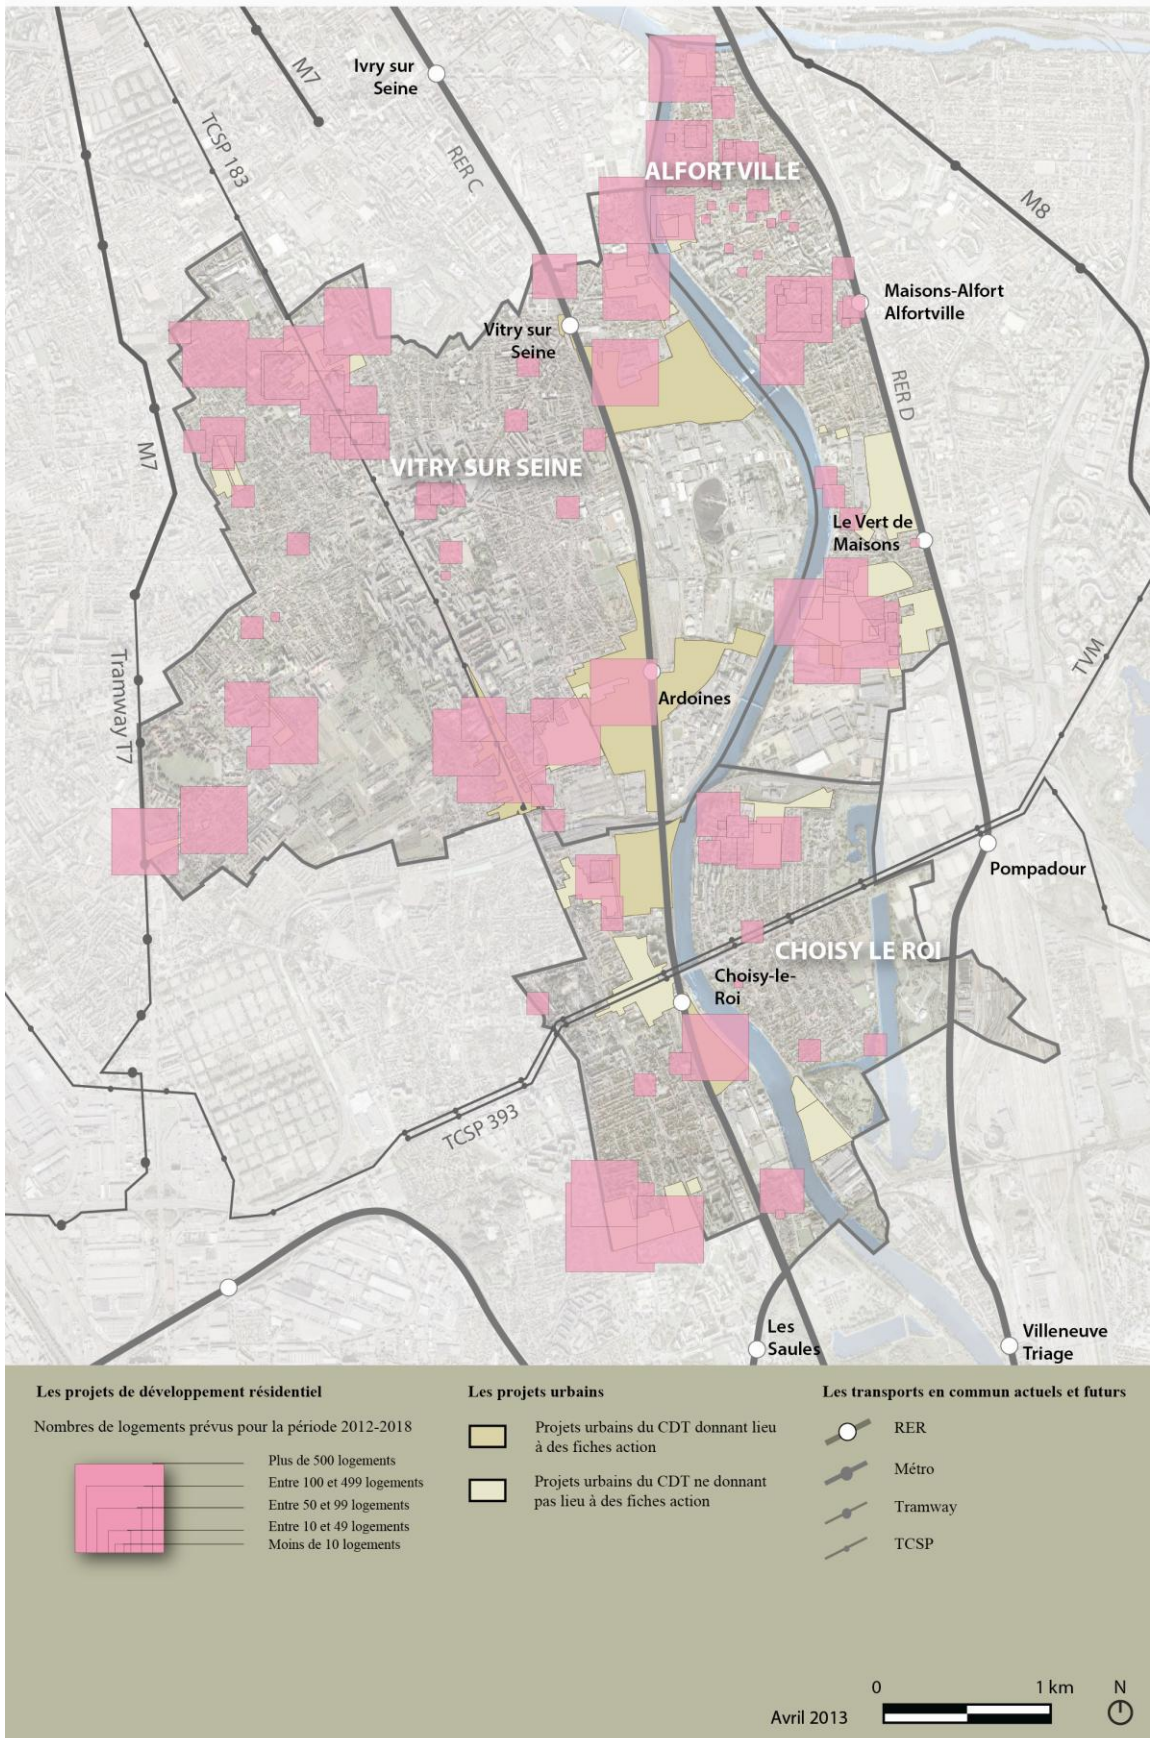 M7
Ivry sur
Seine
TCSP 183
RER C
ALFORTVILLE
M8
Maisons-Alfort
Alfortville
Vitry sur
Seine
RER D
M7
VITRY SUR SEINE
Le Vert de
Maisons
TVM
Tramway T7
Ardoines
Pompadour
CHOISY LE ROI
Choisy-le-
Roi
TCSP 393
Les
Saules
Villeneuve
Triage
Les projets de développement résidentiel
Nombres de logements prévus pour la période 2012-2018
Plus de 500 logements
Entre 100 et 499 logements
Entre 50 et 99 logements
Entre 10 et 49 logements
Moins de 10 logements
Les projets urbains
Projets urbains du CDT donnant lieu
à des fiches action
Projets urbains du CDT ne donnant
pas lieu à des fiches action
Les transports en commun actuels et futurs
RER
Métro
Tramway
TCSP
Avril 2013
0
1 km
N